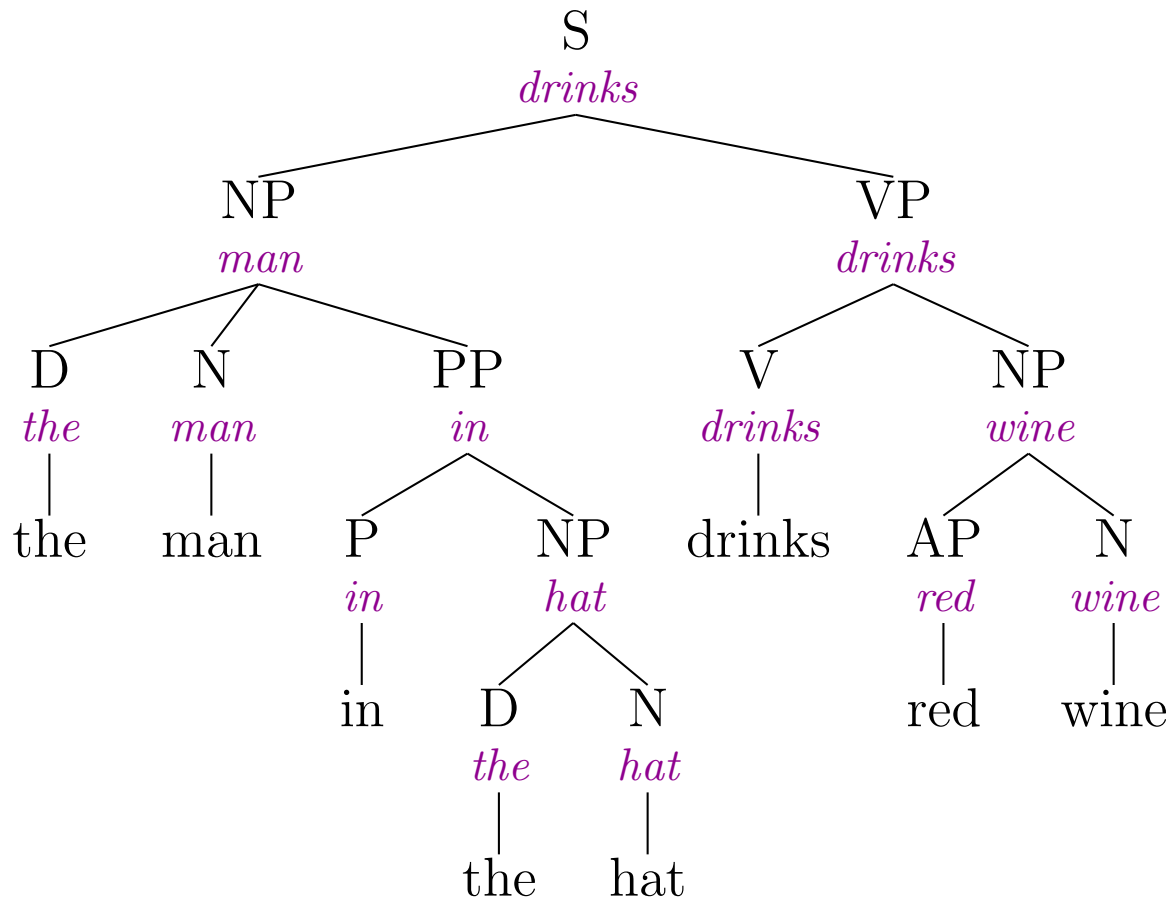 S
drinks
NP VP
man drinks
D N PP V NP
the man in drinks wine
the man P NP drinks AP N
in hat red wine
in D N red wine
the hat
the hat